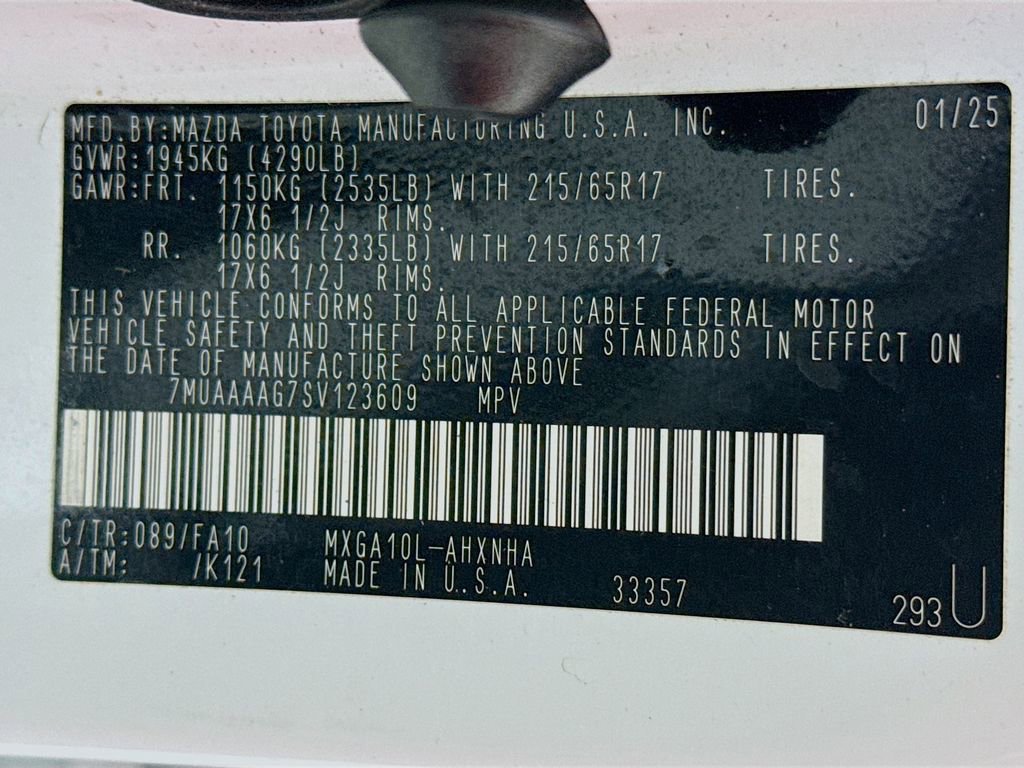 MFD.BY:MAZDA TOYOTA MANUFACTURING U.S.A. INC. 01/25
GVWR:1945KG (4290LB)
GAWR:FRT. 1150KG (2535LB) WITH 215/65R17 TIRES.
17X6 1/2J RIMS.
RR. 1060KG (2335LB) WITH 215/65R17 TIRES.
17X6 1/2J RIMS.
THIS VEHICLE CONFORMS TO ALL APPLICABLE FEDERAL MOTOR
VEHICLE SAFETY AND THEFT PREVENTION STANDARDS IN EFFECT ON
THE DATE OF MANUFACTURE SHOWN ABOVE
7MUAAAAG7SV123609 MPV
C/TR:089/FA10 MXGA10L-AHXNHA
A/TM: /K121 MADE IN U.S.A. 33357 293 U